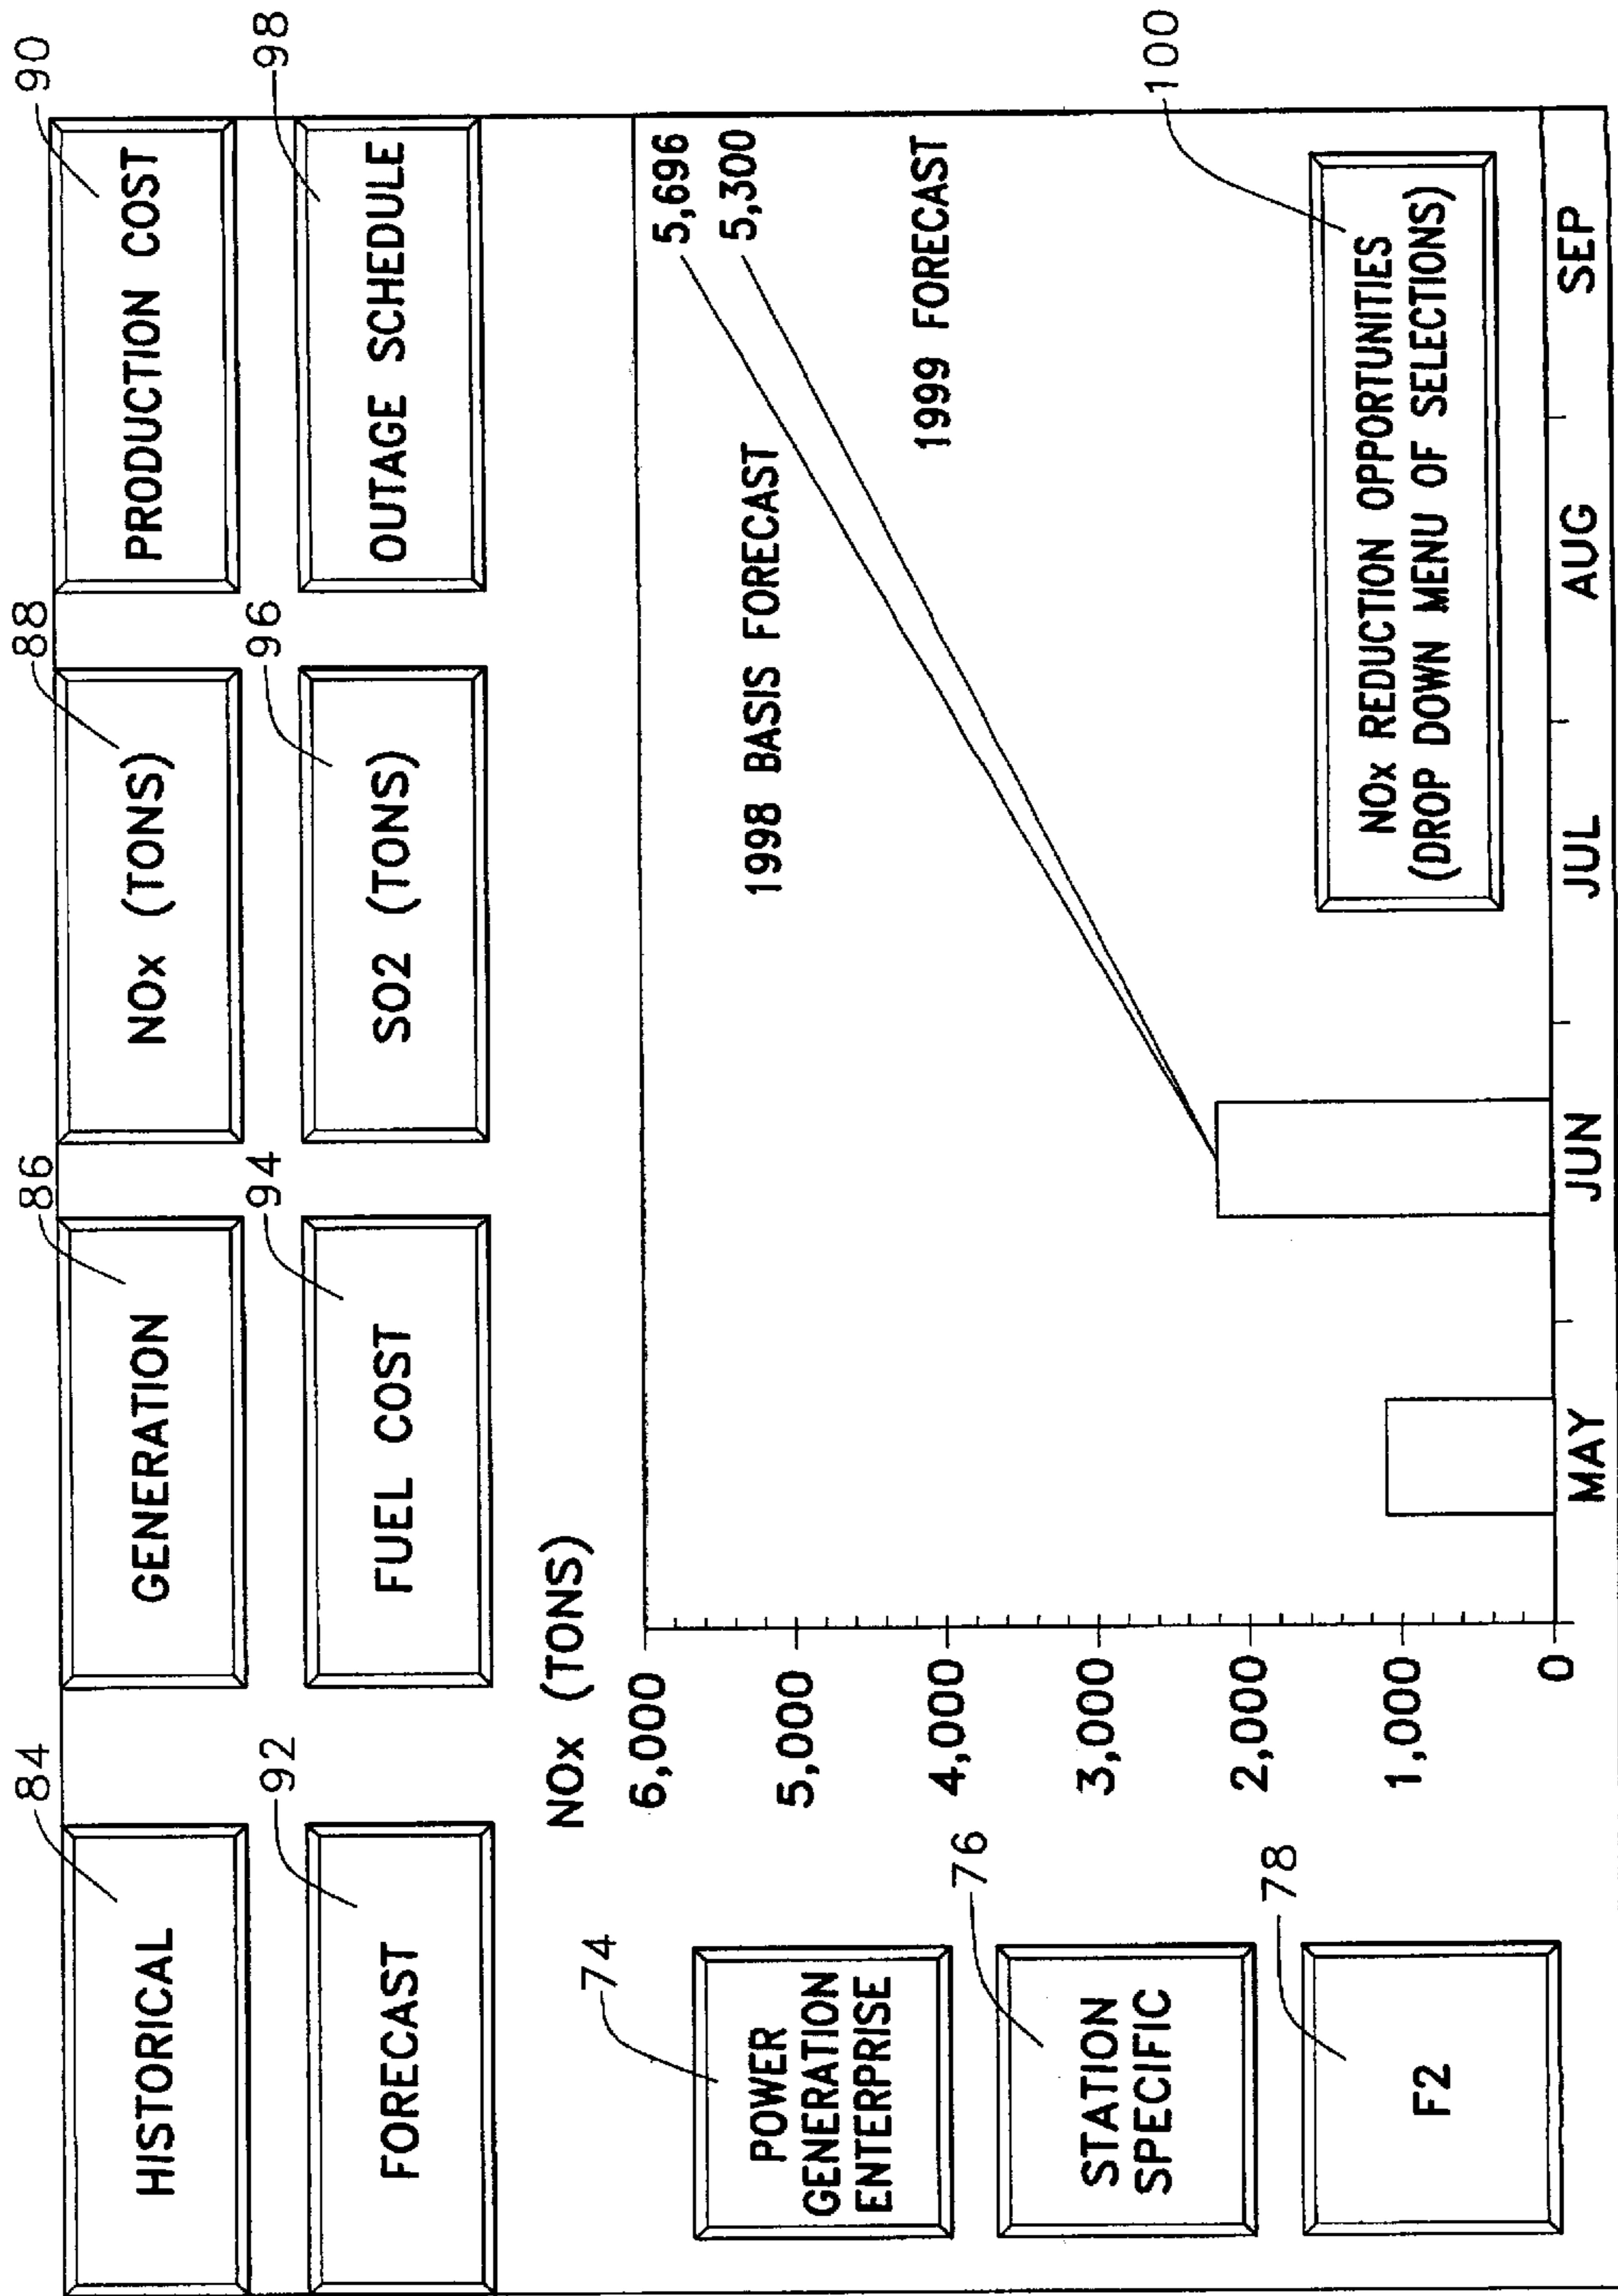 84
86
88
90
HISTORICAL
GENERATION
NOx (TONS)
PRODUCTION COST
92
94
96
98
FORECAST
FUEL COST
SO2 (TONS)
OUTAGE SCHEDULE
NOx (TONS)
74
POWER
GENERATION
ENTERPRISE
76
STATION
SPECIFIC
78
F2
6,000
5,000
4,000
3,000
2,000
1,000
0
5,696
5,300
1998 BASIS FORECAST
1999 FORECAST
100
NOx REDUCTION OPPORTUNITIES
(DROP DOWN MENU OF SELECTIONS)
MAY
JUN
JUL
AUG
SEP